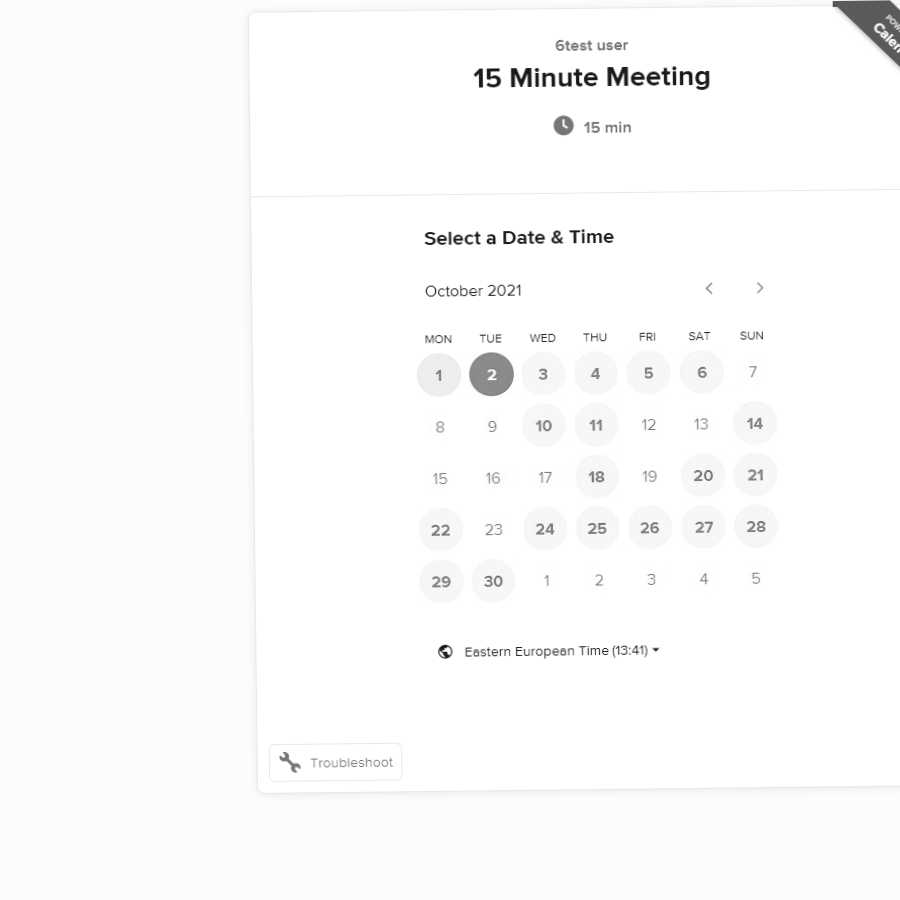 6test user
15 Minute Meeting
15 min
Select a Date & Time
October 2021
MON TUE WED THU FRI SAT SUN
1 2 3 4 5 6 7
8 9 10 11 12 13 14
15 16 17 18 19 20 21
22 23 24 25 26 27 28
29 30 1 2 3 4 5
Eastern European Time (13:41)
Troubleshoot